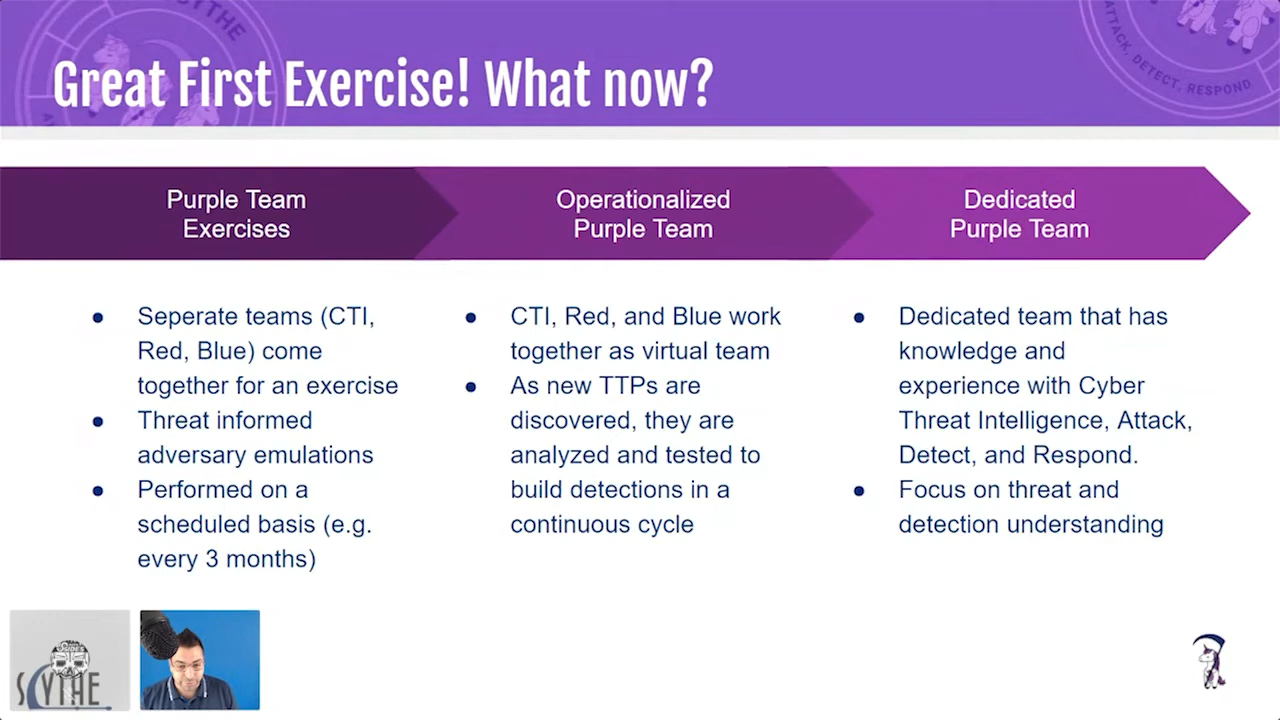 SCYTHE
ATTACK, DETECT, RESPOND
Great First Exercise! What now?
Purple Team
Exercises
Operationalized
Purple Team
Dedicated
Purple Team
● Seperate teams (CTI,
Red, Blue) come
together for an exercise
● Threat informed
adversary emulations
● Performed on a
scheduled basis (e.g.
every 3 months)
● CTI, Red, and Blue work
together as virtual team
● As new TTPs are
discovered, they are
analyzed and tested to
build detections in a
continuous cycle
● Dedicated team that has
knowledge and
experience with Cyber
Threat Intelligence, Attack,
Detect, and Respond.
● Focus on threat and
detection understanding
SCYTHE